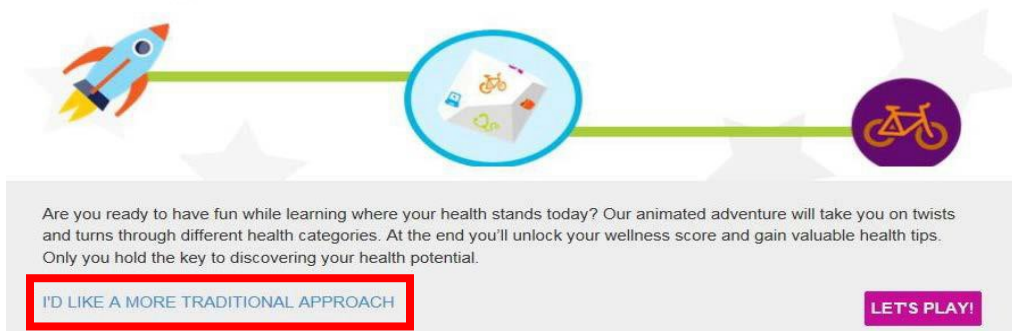 Are you ready to have fun while learning where your health stands today? Our animated adventure will take you on twists
and turns through different health categories. At the end you'll unlock your wellness score and gain valuable health tips.
Only you hold the key to discovering your health potential.
I'D LIKE A MORE TRADITIONAL APPROACH
LET'S PLAY!